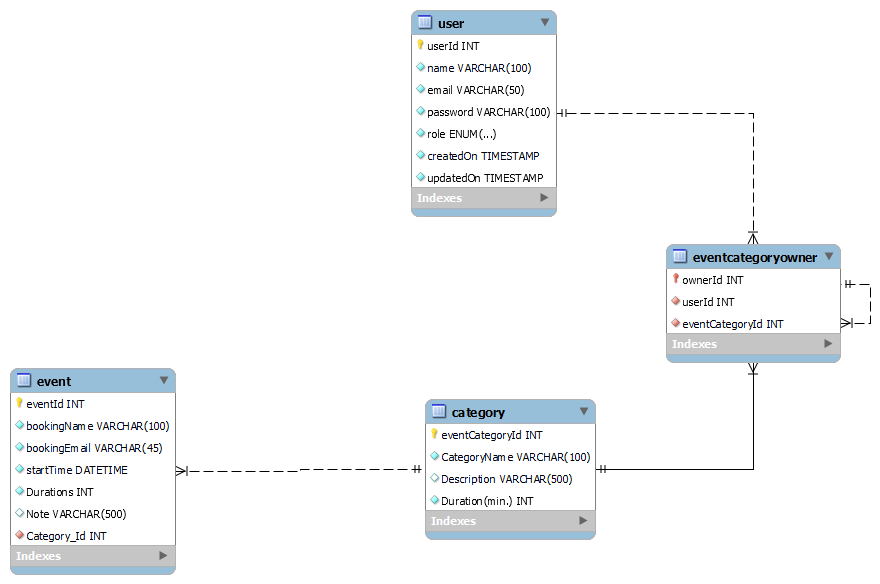 user
userId INT
name VARCHAR(100)
email VARCHAR(50)
password VARCHAR(100)
role ENUM(...)
createdOn TIMESTAMP
updatedOn TIMESTAMP
Indexes
eventcategoryowner
ownerId INT
userId INT
eventCategoryId INT
Indexes
event
eventId INT
bookingName VARCHAR(100)
bookingEmail VARCHAR(45)
startTime DATETIME
Durations INT
Note VARCHAR(500)
Category_Id INT
Indexes
category
eventCategoryId INT
CategoryName VARCHAR(100)
Description VARCHAR(500)
Duration(min.) INT
Indexes